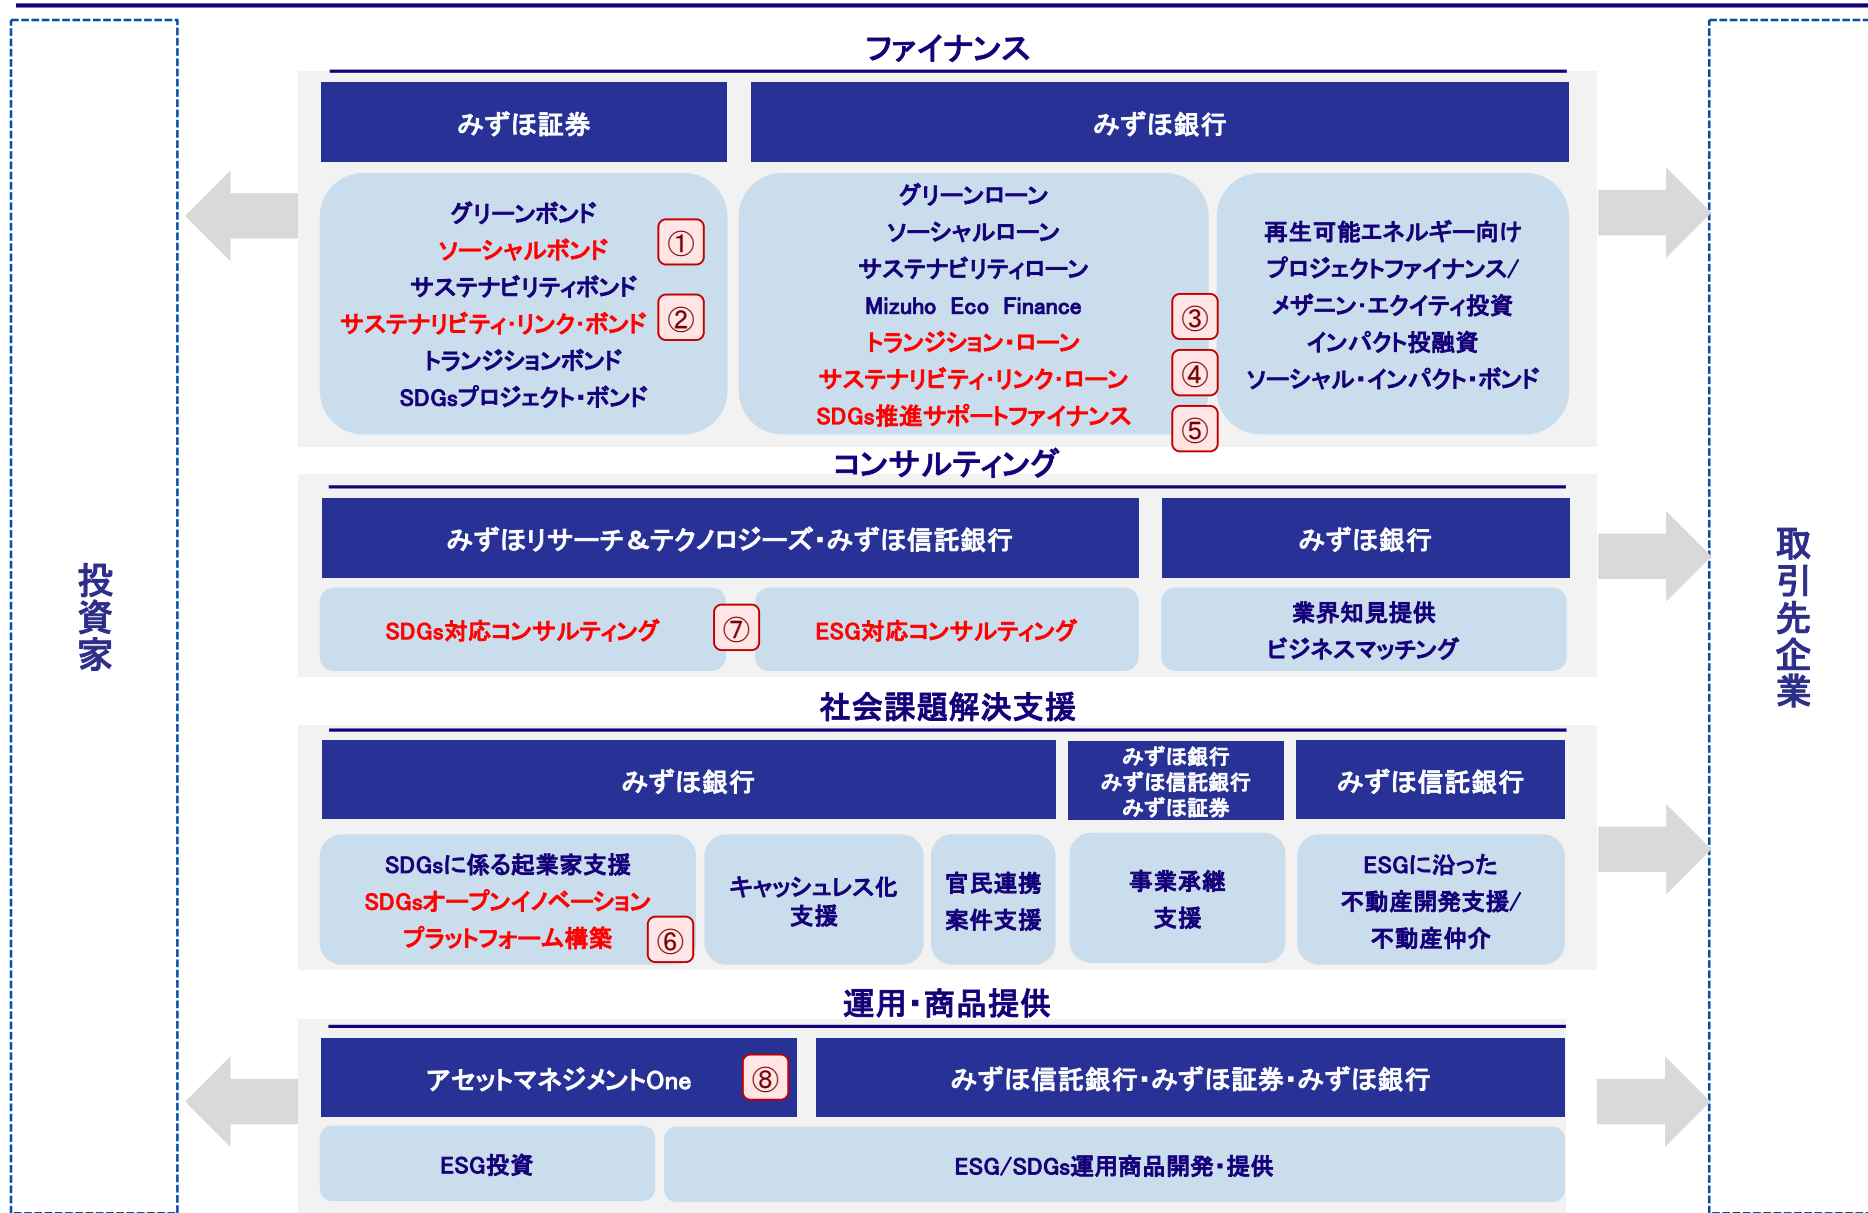 ファイナンス
みずほ証券
みずほ銀行
グリーンボンド
ソーシャルボンド
①
サステナビリティボンド
サステナリビティ・リンク・ボンド
②
トランジションボンド
SDGsプロジェクト・ボンド
グリーンローン
ソーシャルローン
サステナビリティローン
Mizuho Eco Finance
③
トランジション・ローン
サステナリビティ・リンク・ローン
④
SDGs推進サポートファイナンス
⑤
再生可能エネルギー向け
プロジェクトファイナンス/
メザニン・エクイティ投資
インパクト投融資
ソーシャル・インパクト・ボンド
コンサルティング
みずほリサーチ＆テクノロジーズ・みずほ信託銀行
みずほ銀行
SDGs対応コンサルティング
⑦
ESG対応コンサルティング
業界知見提供
ビジネスマッチング
投資家
取引先企業
社会課題解決支援
みずほ銀行
みずほ銀行
みずほ信託銀行
みずほ証券
みずほ信託銀行
SDGsに係る起業家支援
SDGsオープンイノベーション
プラットフォーム構築
⑥
キャッシュレス化
支援
官民連携
案件支援
事業承継
支援
ESGに沿った
不動産開発支援/
不動産仲介
運用・商品提供
アセットマネジメントOne
⑧
みずほ信託銀行・みずほ証券・みずほ銀行
ESG投資
ESG/SDGs運用商品開発・提供